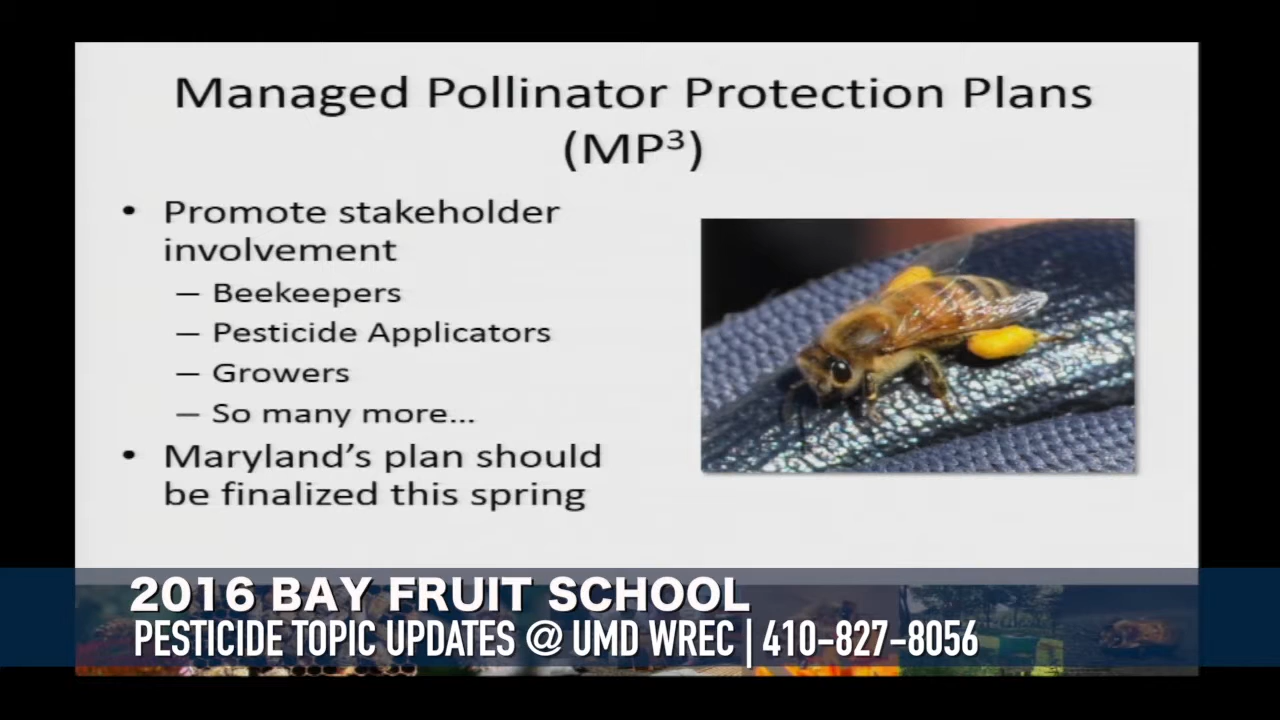 Managed Pollinator Protection Plans
(MP³)
• Promote stakeholder
involvement
– Beekeepers
– Pesticide Applicators
– Growers
– So many more...
• Maryland's plan should
be finalized this spring
2016 BAY FRUIT SCHOOL
PESTICIDE TOPIC UPDATES @ UMD WREC | 410-827-8056